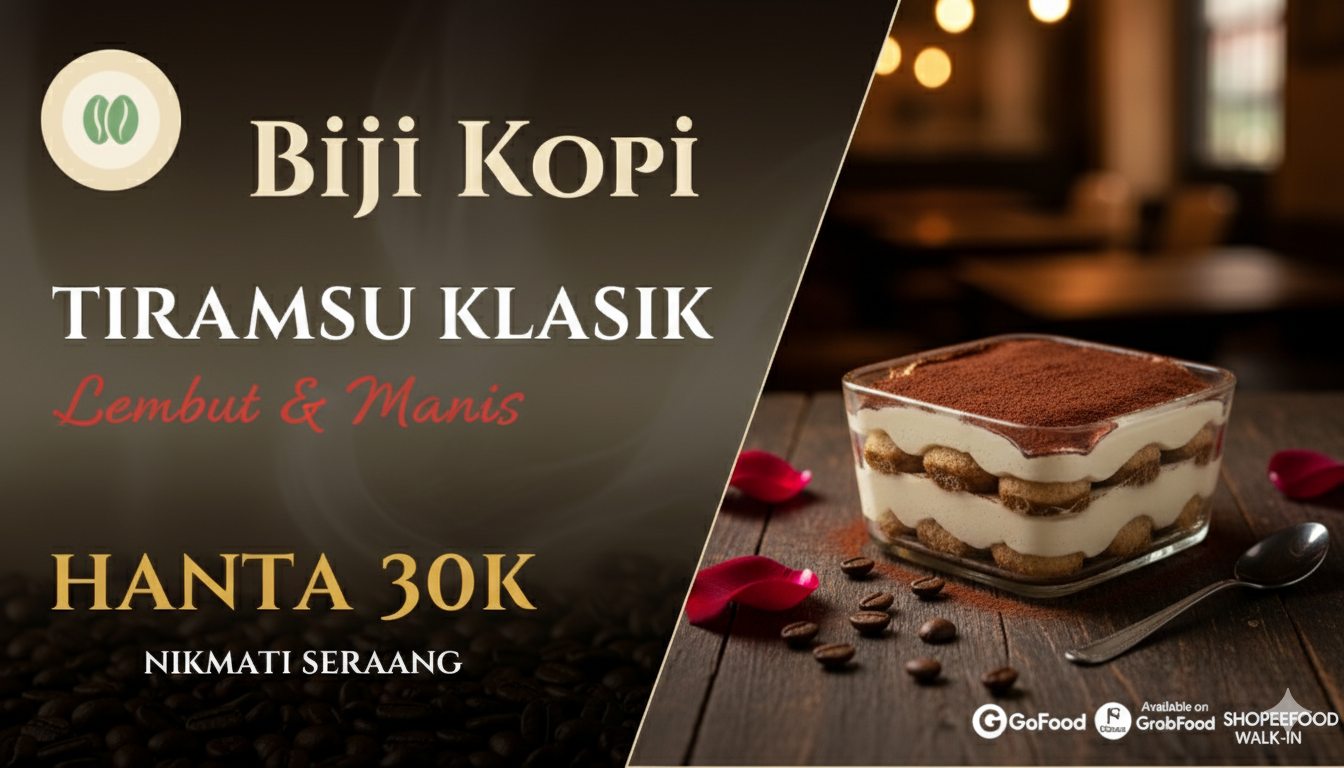 Biji Kopi
TIRAMSU KLASIK
Lembut & Manis
HANTA 30K
NIKMATI SERAANG
GoFood
Available on
GrabFood
SHOPEEFOOD
WALK-IN